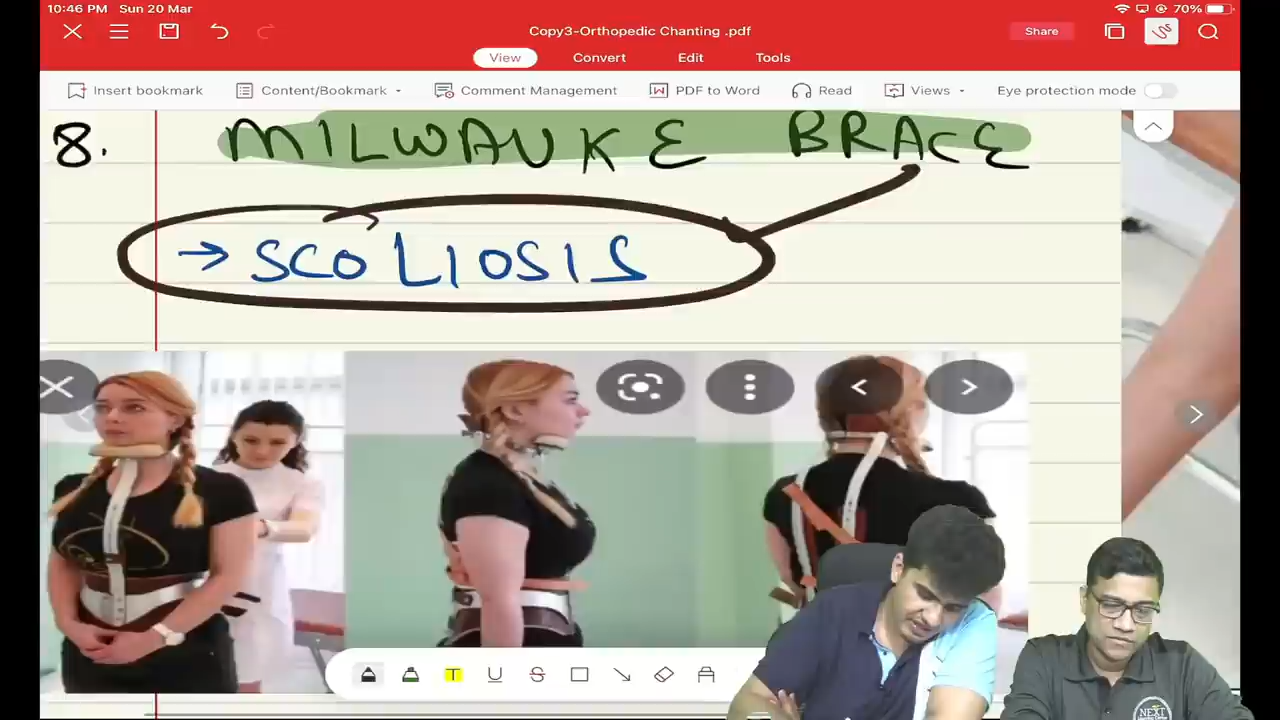 10:46 PM Sun 20 Mar 70%
Copy3-Orthopedic Chanting .pdf
Share
View Convert Edit Tools
Insert bookmark Content/Bookmark Comment Management PDF to Word Read Views Eye protection mode
8. MILWAUKE BRACE
→ SCOLIOSIS
T U S
NEXT